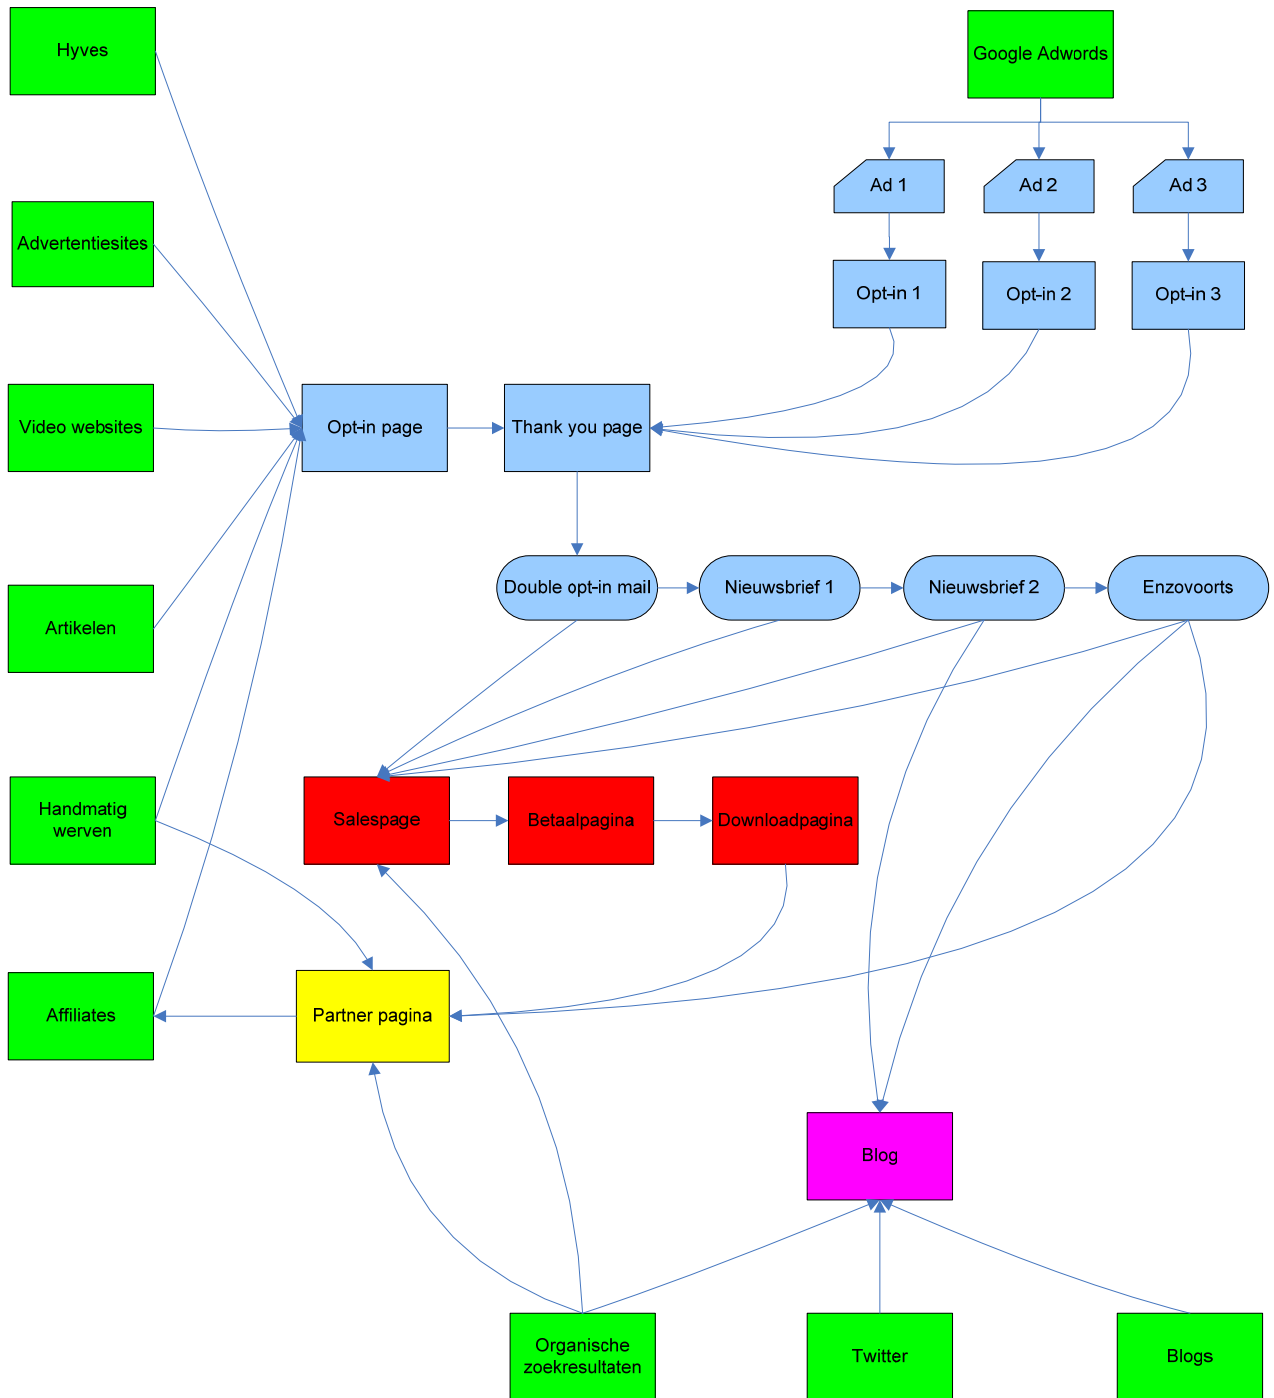 Hyves
Google Adwords
Ad 1
Ad 2
Ad 3
Advertentiesites
Opt-in 1
Opt-in 2
Opt-in 3
Video websites
Opt-in page
Thank you page
Double opt-in mail
Nieuwsbrief 1
Nieuwsbrief 2
Enzovoorts
Artikelen
Handmatig
werven
Salespage
Betaalpagina
Downloadpagina
Affiliates
Partner pagina
Blog
Organische
zoekresultaten
Twitter
Blogs